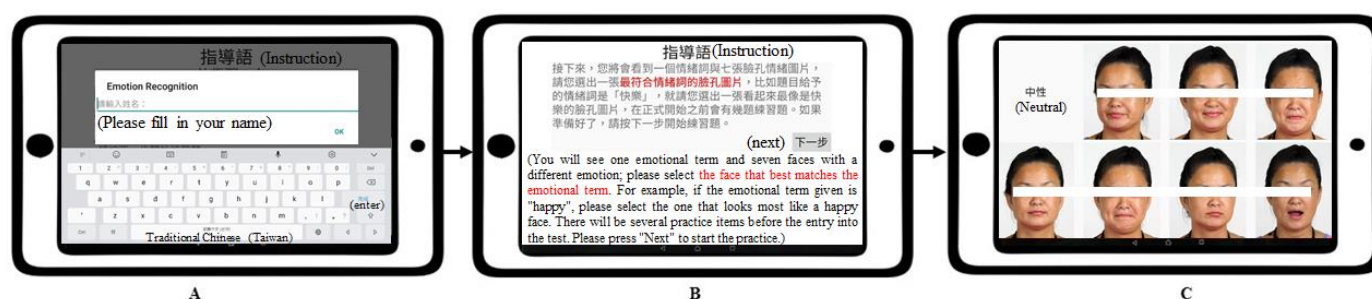 指導語 (Instruction)
Emotion Recognition
請輸入姓名：
(Please fill in your name)
OK
1 2 3 4 5 6 7 8 9 0
q w e r t y u i o p
a s d f g h j k l
(enter)
z x c v b n m
Traditional Chinese (Taiwan)
A
指導語(Instruction)
接下來，您將會看到一個情緒詞與七張臉孔情緒圖片，
請您選出一張最符合情緒詞的臉孔圖片，比如題目給予
的情緒詞是「快樂」，就請您選出一張看起來最像是快
樂的臉孔圖片，在正式開始之前會有幾題練習題。如果
準備好了，請按下一步開始練習題。
(next) 下一步
(You will see one emotional term and seven faces with a
different emotion; please select the face that best matches the
emotional term. For example, if the emotional term given is
"happy", please select the one that looks most like a happy
face. There will be several practice items before the entry into
the test. Please press "Next" to start the practice.)
B
中性
(Neutral)
C